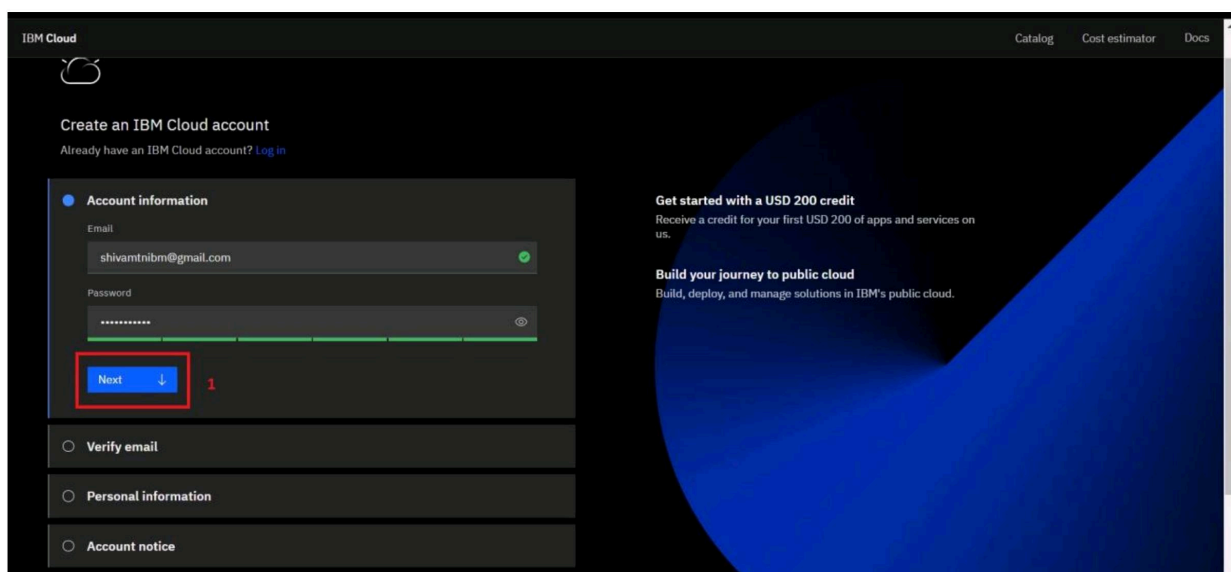 IBM Cloud
Catalog Cost estimator Docs
Create an IBM Cloud account
Already have an IBM Cloud account? Log in
Account information
Email
shivamtnibm@gmail.com
Password
•••••••••••
Next
1
Verify email
Personal information
Account notice
Get started with a USD 200 credit
Receive a credit for your first USD 200 of apps and services on
us.
Build your journey to public cloud
Build, deploy, and manage solutions in IBM's public cloud.